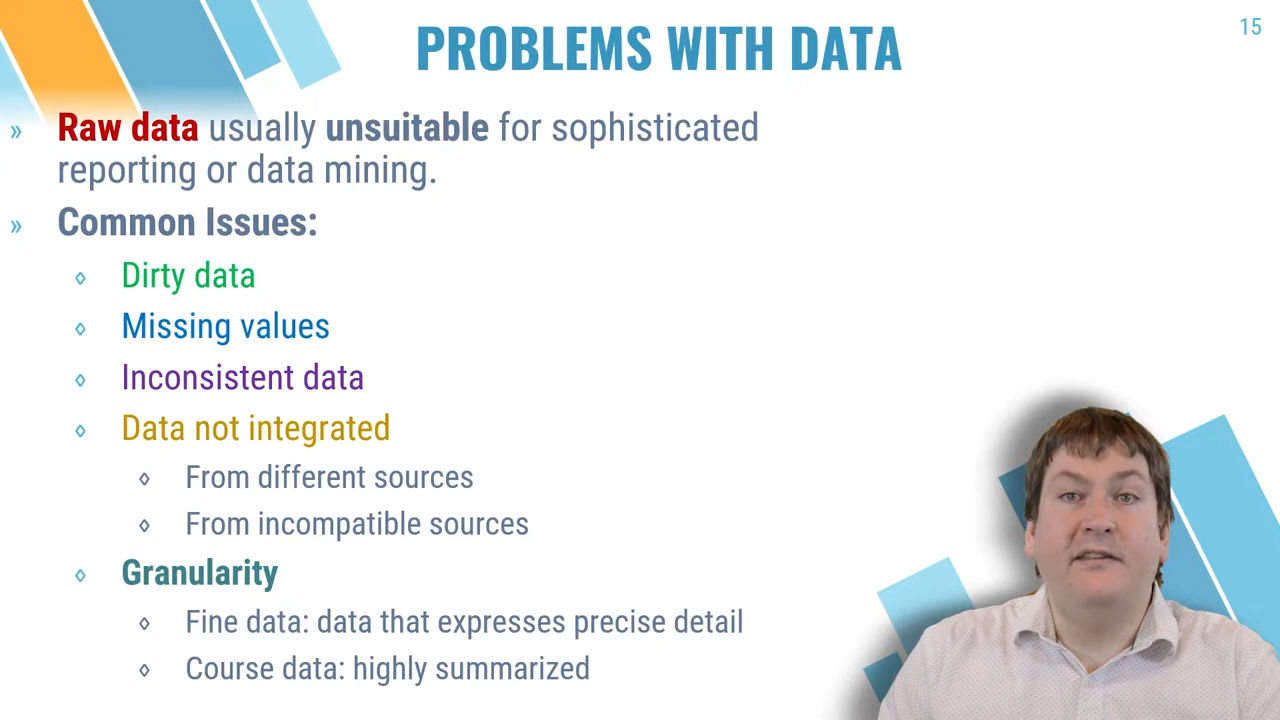 15
PROBLEMS WITH DATA
» Raw data usually unsuitable for sophisticated
reporting or data mining.
» Common Issues:
◊ Dirty data
◊ Missing values
◊ Inconsistent data
◊ Data not integrated
◊ From different sources
◊ From incompatible sources
◊ Granularity
◊ Fine data: data that expresses precise detail
◊ Course data: highly summarized